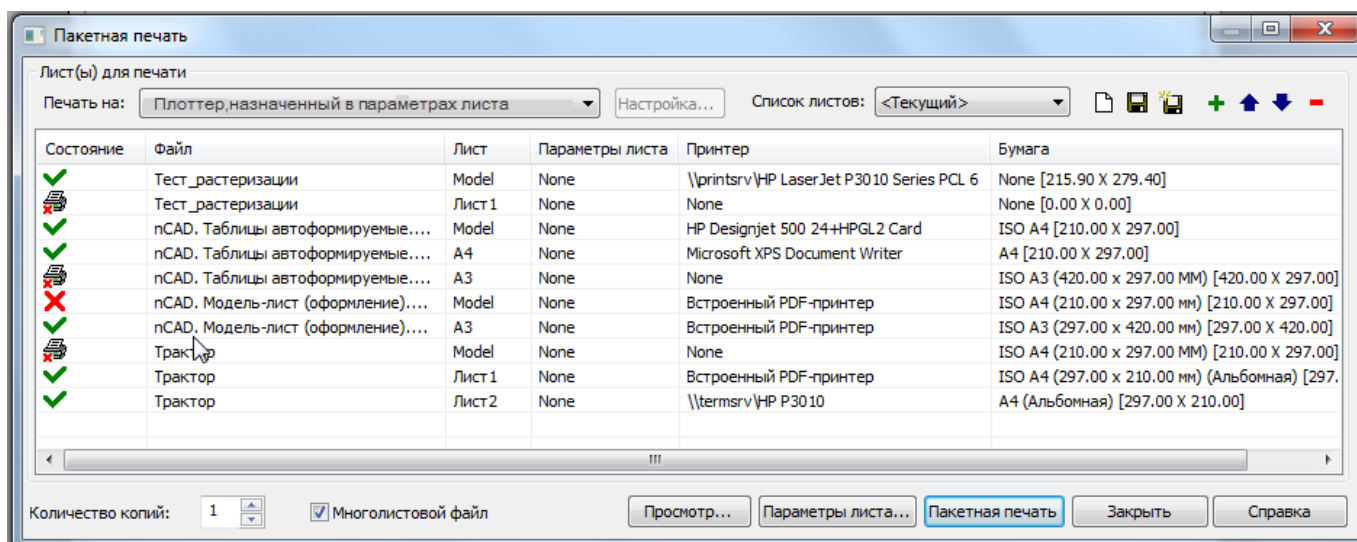 Пакетная печать
Лист(ы) для печати
Печать на: Плоттер,назначенный в параметрах листа Настройка... Список листов: <Текущий>
Состояние Файл Лист Параметры листа Принтер Бумага
Тест_растеризации Model None \\printsrv\HP LaserJet P3010 Series PCL 6 None [215.90 X 279.40]
Тест_растеризации Лист1 None None None [0.00 X 0.00]
nCAD. Таблицы автоформируемые.... Model None HP Designjet 500 24+HPGL2 Card ISO A4 [210.00 X 297.00]
nCAD. Таблицы автоформируемые.... A4 None Microsoft XPS Document Writer A4 [210.00 X 297.00]
nCAD. Таблицы автоформируемые.... A3 None None ISO A3 (420.00 x 297.00 MM) [420.00 X 297.00]
nCAD. Модель-лист (оформление).... Model None Встроенный PDF-принтер ISO A4 (210.00 x 297.00 мм) [210.00 X 297.00]
nCAD. Модель-лист (оформление).... A3 None Встроенный PDF-принтер ISO A3 (297.00 x 420.00 мм) [297.00 X 420.00]
Трактор Model None None ISO A4 (210.00 x 297.00 MM) [210.00 X 297.00]
Трактор Лист1 None Встроенный PDF-принтер ISO A4 (297.00 x 210.00 мм) (Альбомная) [297.
Трактор Лист2 None \\termsrv\HP P3010 A4 (Альбомная) [297.00 X 210.00]
Количество копий: 1 Многолистовой файл Просмотр... Параметры листа... Пакетная печать Закрыть Справка